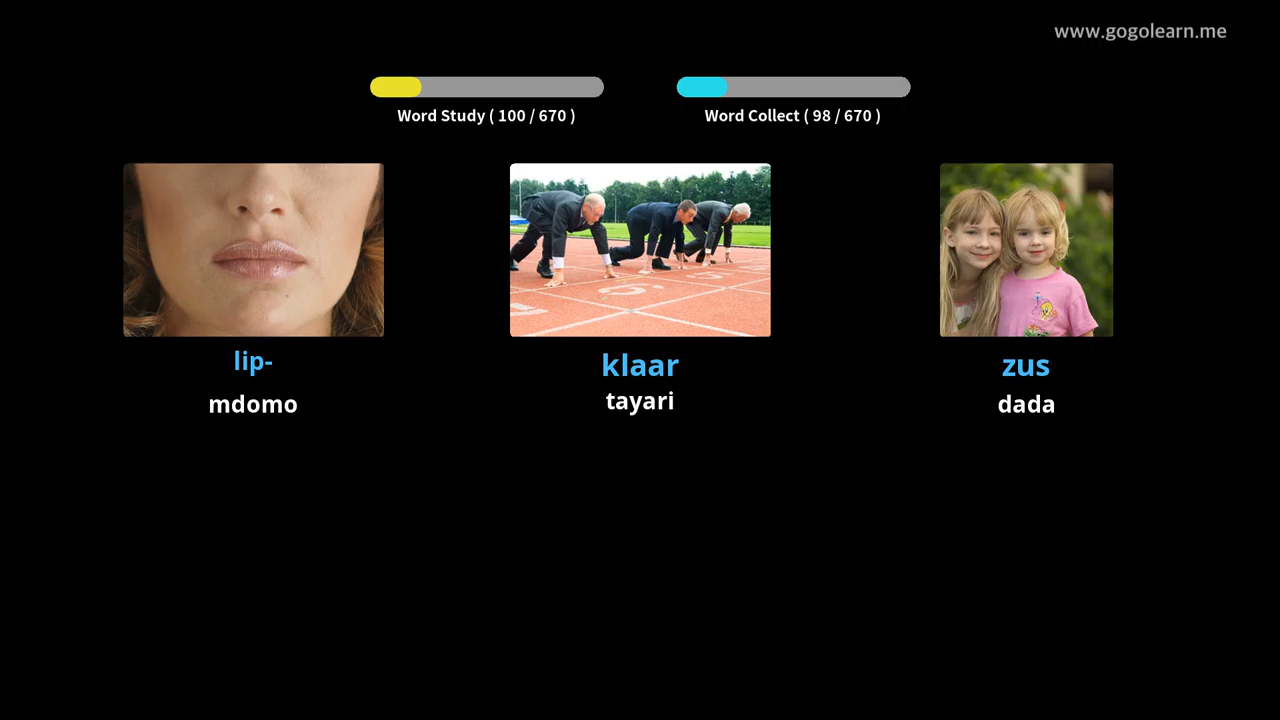 www.gogolearn.me
Word Study ( 100 / 670 )
Word Collect ( 98 / 670 )
lip-
mdomo
klaar
tayari
zus
dada